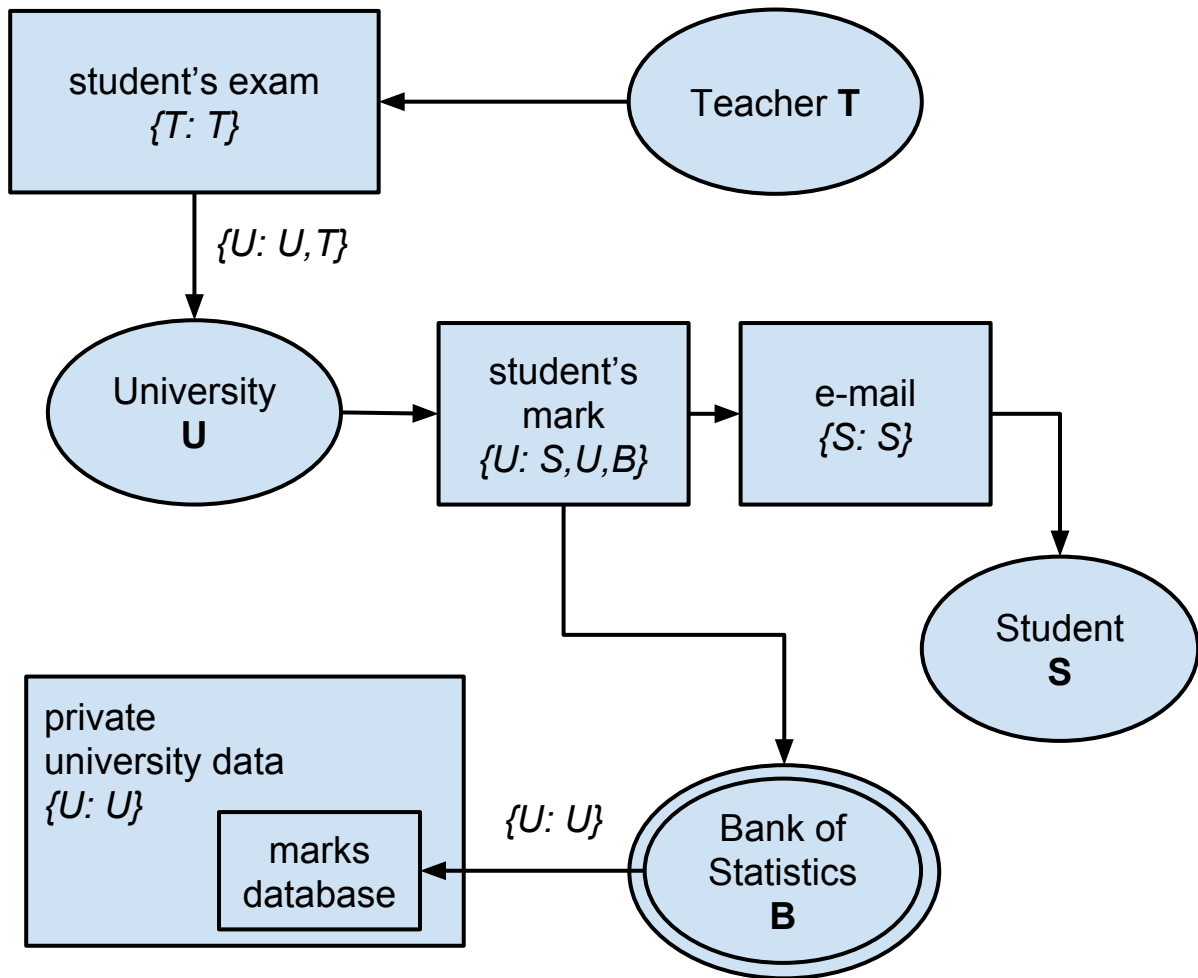 student’s exam
{T: T}
Teacher T
{U: U,T}
University
U
student’s
mark
{U: S,U,B}
e-mail
{S: S}
Student
S
private
university data
{U: U}
marks
database
{U: U}
Bank of
Statistics
B